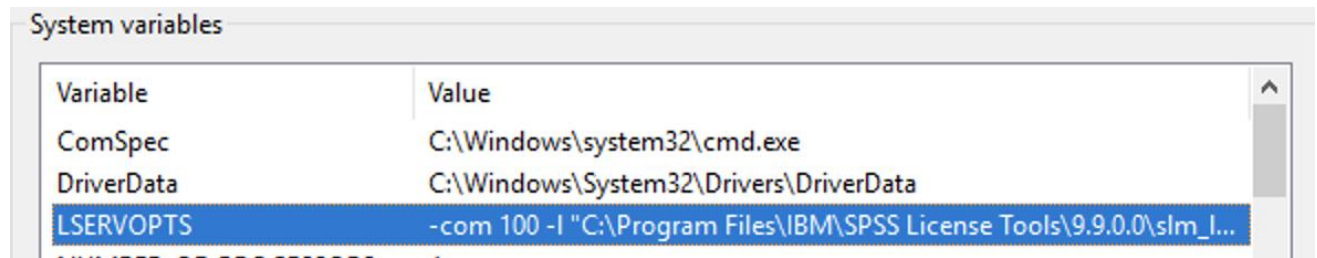 System variables
Variable Value
ComSpec C:\Windows\system32\cmd.exe
DriverData C:\Windows\System32\Drivers\DriverData
LSERVOPTS -com 100 -l "C:\Program Files\IBM\SPSS License Tools\9.9.0.0\slm_l...